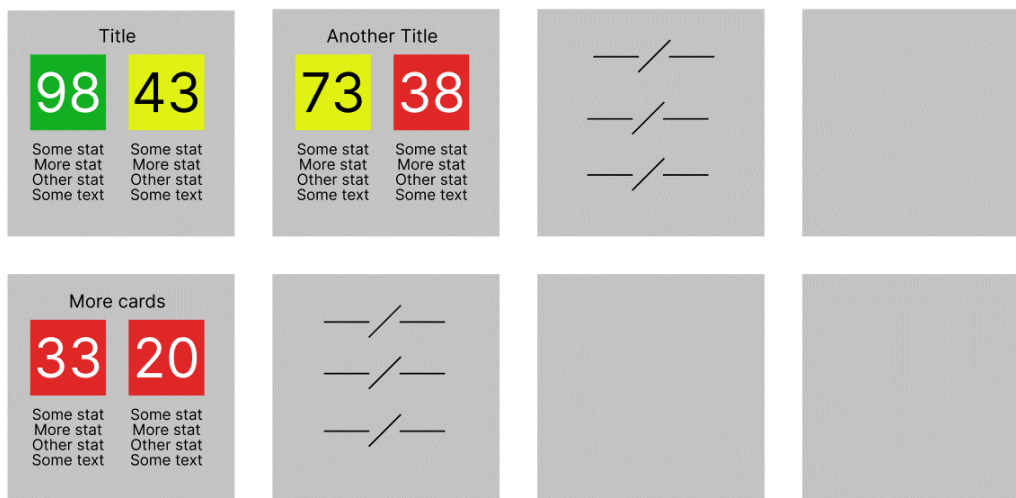 Title
98 43
Some stat Some stat
More stat More stat
Other stat Other stat
Some text Some text
Another Title
73 38
Some stat Some stat
More stat More stat
Other stat Other stat
Some text Some text
More cards
33 20
Some stat Some stat
More stat More stat
Other stat Other stat
Some text Some text